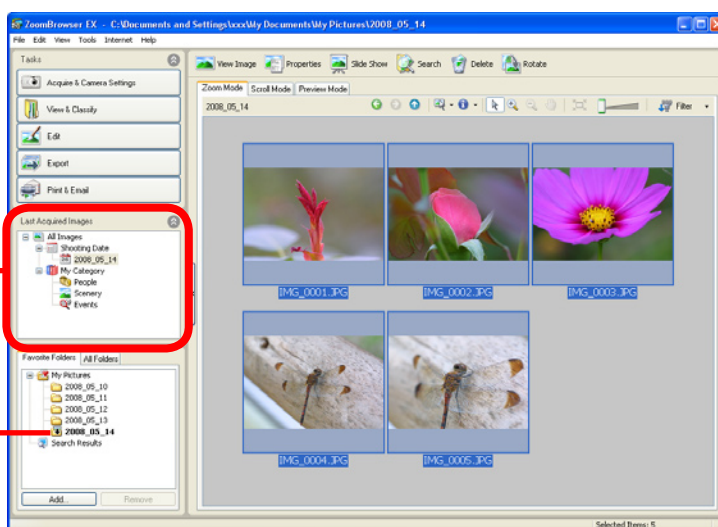 ZoomBrowser EX - C:\Documents and Settings\xxx\My Documents\My Pictures\2008_05_14
File Edit View Tools Internet Help
Tasks
Acquire & Camera Settings
View & Classify
Edit
Export
Print & Email
Last Acquired Images
All Images
Shooting Date
2008_05_14
My Category
People
Scenery
Events
Favorite Folders All Folders
My Pictures
2008_05_10
2008_05_11
2008_05_12
2008_05_13
2008_05_14
Search Results
Add... Remove
View Image Properties Slide Show Search Delete Rotate
Zoom Mode Scroll Mode Preview Mode
2008_05_14 Filter
IMG_0001.JPG IMG_0002.JPG IMG_0003.JPG
IMG_0004.JPG IMG_0005.JPG
Selected Items: 5